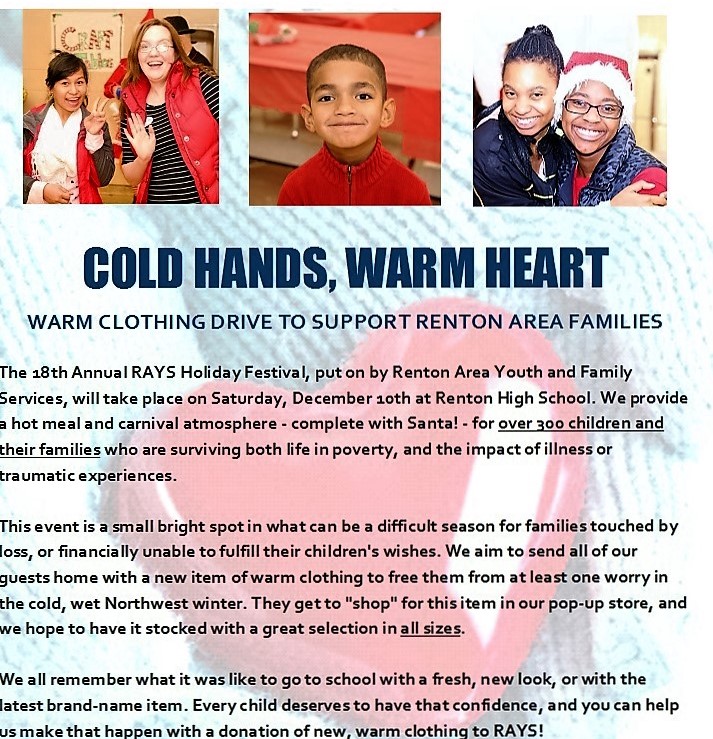 CRAFT
COLD HANDS, WARM HEART
WARM CLOTHING DRIVE TO SUPPORT RENTON AREA FAMILIES
The 18th Annual RAYS Holiday Festival, put on by Renton Area Youth and Family
Services, will take place on Saturday, December 10th at Renton High School. We provide
a hot meal and carnival atmosphere - complete with Santa! - for over 300 children and
their families who are surviving both life in poverty, and the impact of illness or
traumatic experiences.
This event is a small bright spot in what can be a difficult season for families touched by
loss, or financially unable to fulfill their children's wishes. We aim to send all of our
guests home with a new item of warm clothing to free them from at least one worry in
the cold, wet Northwest winter. They get to "shop" for this item in our pop-up store, and
we hope to have it stocked with a great selection in all sizes.
We all remember what it was like to go to school with a fresh, new look, or with the
latest brand-name item. Every child deserves to have that confidence, and you can help
us make that happen with a donation of new, warm clothing to RAYS!